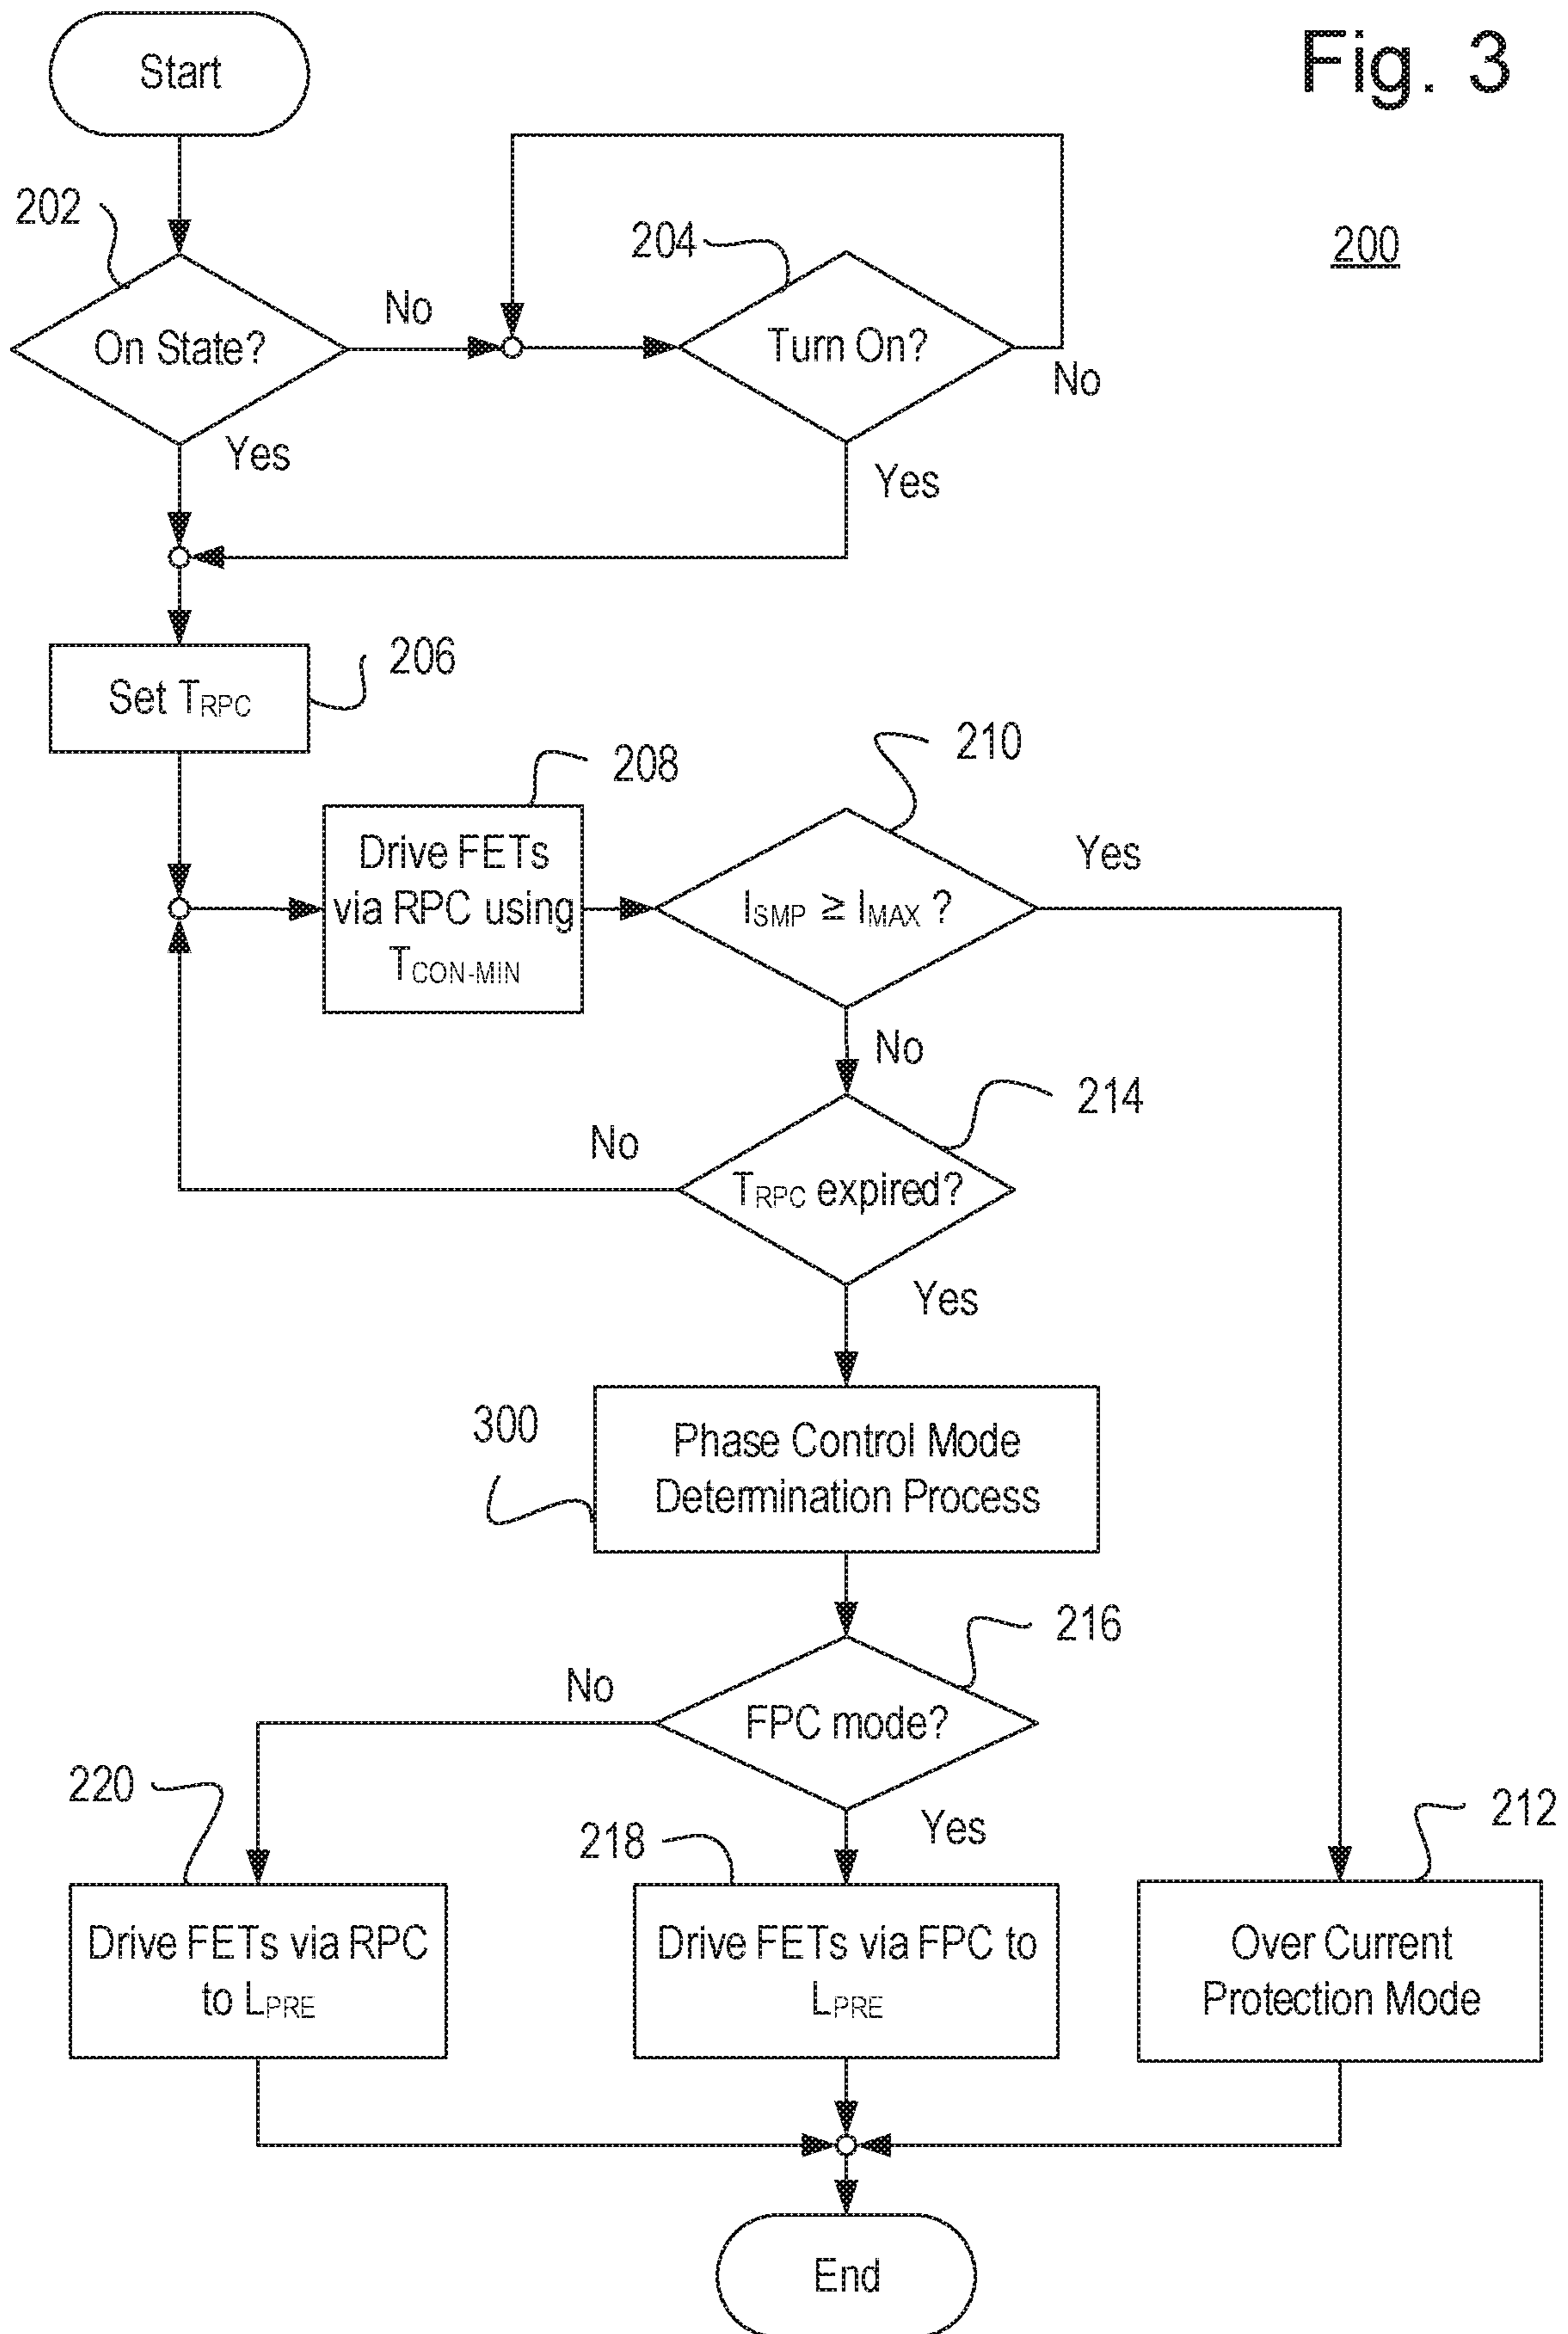 Fig. 3
Start
202
204
200
On State?
No
Turn On?
No
Yes
Yes
206
Set TRPC
208
210
Drive FETs
via RPC using
TCON-MIN
ISMP ≥ IMAX ?
Yes
No
214
No
TRPC expired?
Yes
300
Phase Control Mode
Determination Process
216
No
FPC mode?
220
218
Yes
212
Drive FETs via RPC
to LPRE
Drive FETs via FPC to
LPRE
Over Current
Protection Mode
End